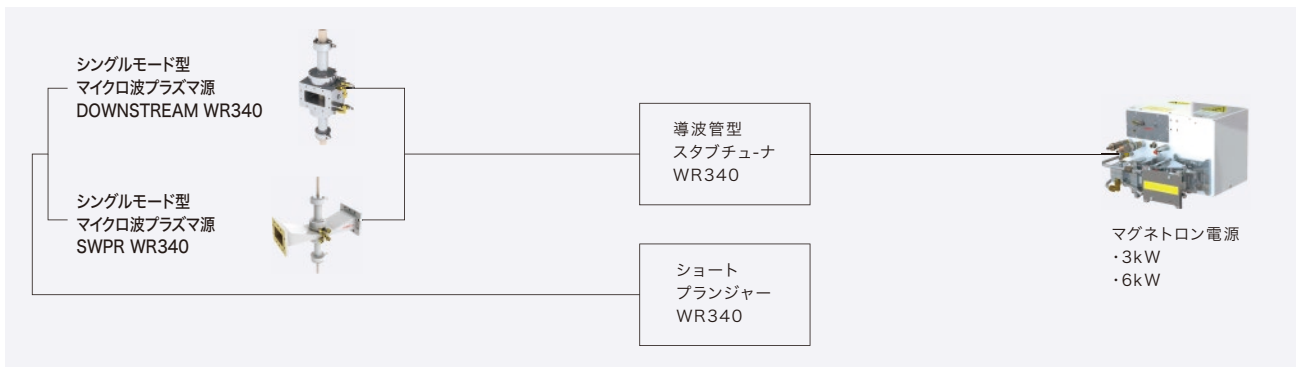 シングルモード型
マイクロ波プラズマ源
DOWNSTREAM WR340
シングルモード型
マイクロ波プラズマ源
SWPR WR340
導波管型
スタブチューナ
WR340
ショート
プランジャー
WR340
マグネトロン電源
・3kW
・6kW